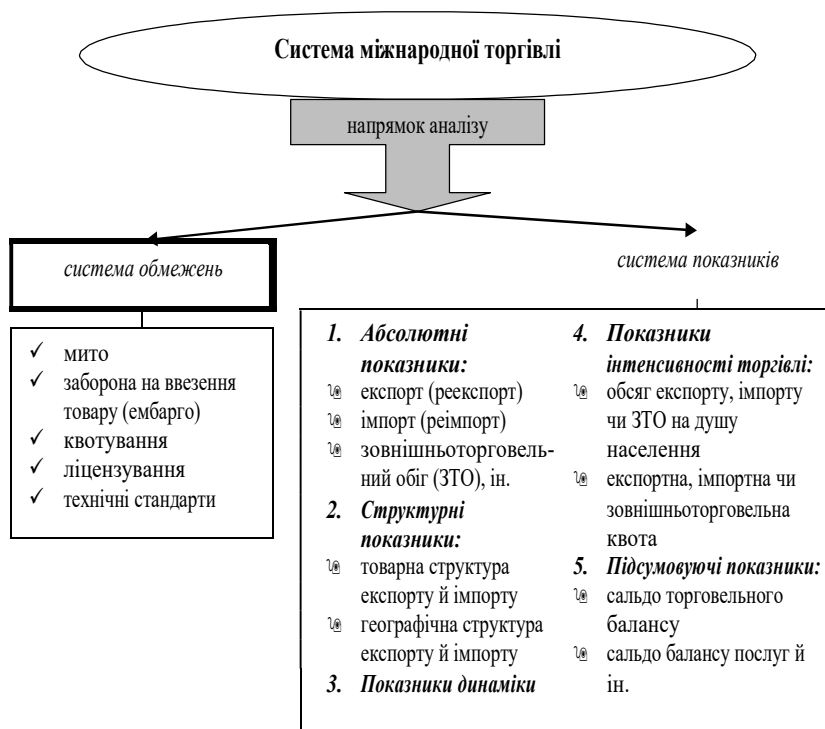 Система міжнародної торгівлі
напрямок аналізу
система обмежень
✓ мито
✓ заборона на ввезення
товару (ембарго)
✓ квотування
✓ ліцензування
✓ технічні стандарти
система показників
1. Абсолютні
показники:
експорт (реекспорт)
імпорт (реімпорт)
зовнішньоторговель-
ний обіг (ЗТО), ін.
2. Структурні
показники:
товарна структура
експорту й імпорту
географічна структура
експорту й імпорту
3. Показники динаміки
4. Показники
інтенсивності торгівлі:
обсяг експорту, імпорту
чи ЗТО на душу
населення
експортна, імпортна чи
зовнішньоторговельна
квота
5. Підсумовуючі показники:
сальдо торговельного
балансу
сальдо балансу послуг й
ін.